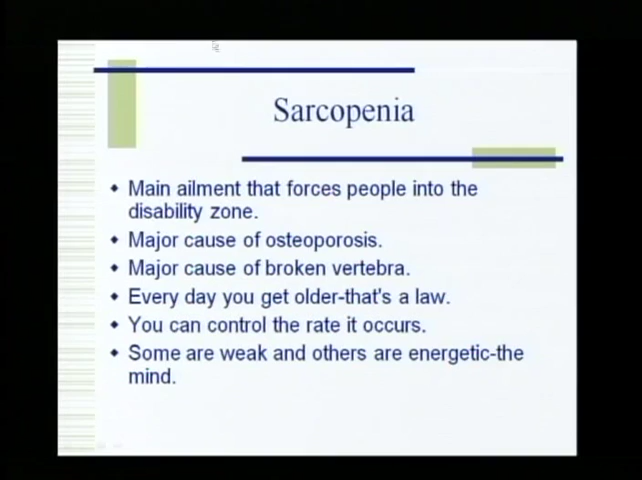 Sarcopenia
Main ailment that forces people into the
disability zone.
Major cause of osteoporosis.
Major cause of broken vertebra.
Every day you get older-that's a law.
You can control the rate it occurs.
Some are weak and others are energetic-the
mind.